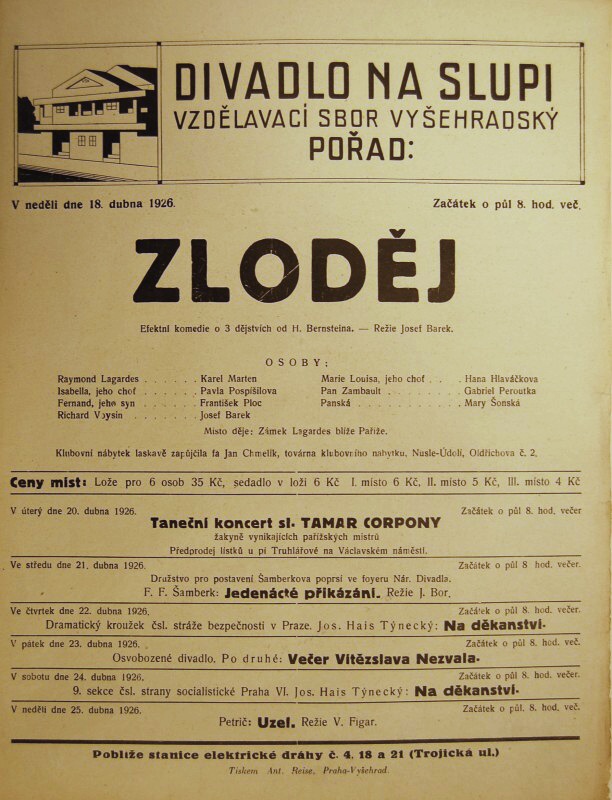 DIVADLO NA SLUPI
VZDĚLAVACÍ SBOR VYŠEHRADSKÝ
POŘAD:
V neděli dne 18. dubna 1926.
Začátek o půl 8. hod. več.
ZLODĚJ
Efektní komedie o 3 dějstvích od H. Bernsteina. — Režie Josef Barek.
OSOBY:
Raymond Lagardes . . . . . . Karel Marten
Isabella, jeho choť . . . . . . Pavla Pospíšilova
Fernand, jeho syn . . . . . . František Ploc
Richard Voysin . . . . . . Josef Barek
Marie Louisa, jeho choť . . . Hana Hlaváčkova
Pan Zambault . . . . . . . . Gabriel Peroutka
Panská . . . . . . . . . . Mary Šonská
Místo děje: Zámek Lagardes blíže Paříže.
Klubovní nábytek laskavě zapůjčila fa Jan Chmelík, továrna klubovního nábytku, Nusle-Údolí, Oldřichova č. 2.
Ceny míst: Lože pro 6 osob 35 Kč, sedadlo v loži 6 Kč I. místo 6 Kč, II. místo 5 Kč, III. místo 4 Kč
V úterý dne 20. dubna 1926.
Začátek o půl 8. hod. večer
Taneční koncert sl. TAMAR CORPONY
žakyně vynikajících pařížských mistrů
Předprodej lístků u pí Truhlářové na Václavském náměstí.
Ve středu dne 21. dubna 1926.
Začátek o půl 8 hod. večer.
Družstvo pro postavení Šamberkova poprsí ve foyeru Nár. Divadla.
F. F. Šamberk: Jedenácté přikázání. Režie J. Bor.
Ve čtvrtek dne 22. dubna 1926.
Začátek o půl 8. hod. večer.
Dramatický kroužek čsl. stráže bezpečnosti v Praze. Jos. Hais Týnecký: Na děkanství.
V pátek dne 23. dubna 1926.
Začátek o půl 8. hod. več.
Osvobozené divadlo. Po druhé: Večer Vítězslava Nezvala.
V sobotu dne 24. dubna 1926.
Začátek o půl 8. hod. večer.
9. sekce čsl. strany socialistické Praha VI. Jos. Hais Týnecký: Na děkanství.
V neděli dne 25. dubna 1926.
Začátek o půl. 8. hod. več.
Petrič: Uzel. Režie V. Figar.
Poblíže stanice elektrické dráhy č. 4, 18 a 21 (Trojická ul.)
Tiskem Ant. Reise, Praha-Vyšehrad.